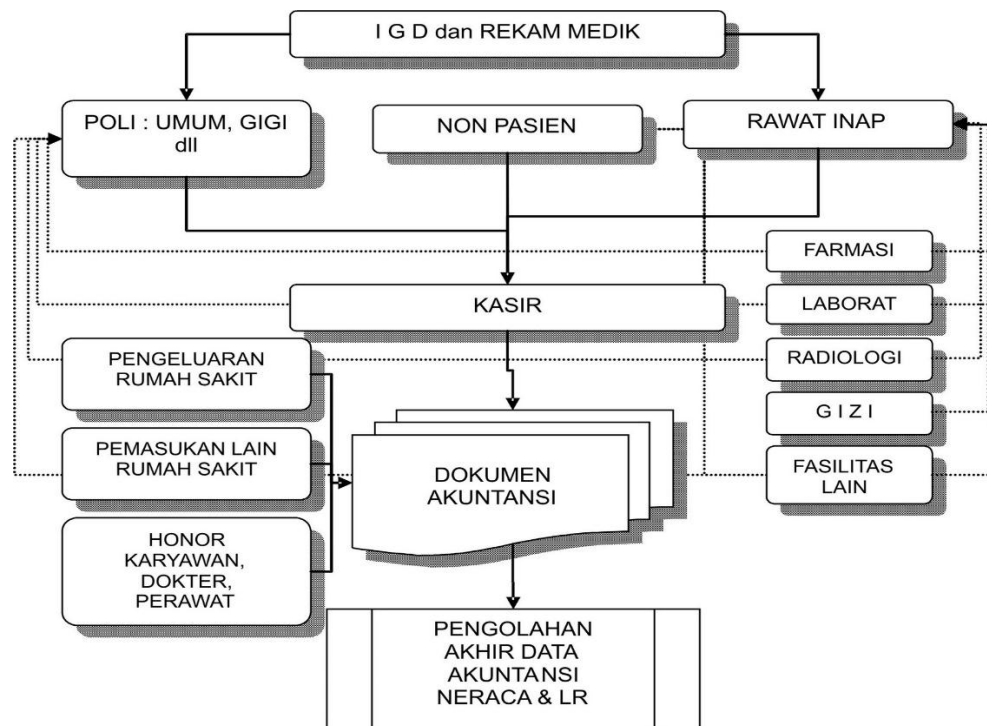 I G D dan REKAM MEDIK
POLI : UMUM, GIGI
dll
NON PASIEN
RAWAT INAP
FARMASI
KASIR
LABORAT
PENGELUARAN
RUMAH SAKIT
RADIOLOGI
G I Z I
PEMASUKAN LAIN
RUMAH SAKIT
DOKUMEN
AKUNTANSI
FASILITAS
LAIN
HONOR
KARYAWAN,
DOKTER,
PERAWAT
PENGOLAHAN
AKHIR DATA
AKUNTANSI
NERACA & LR